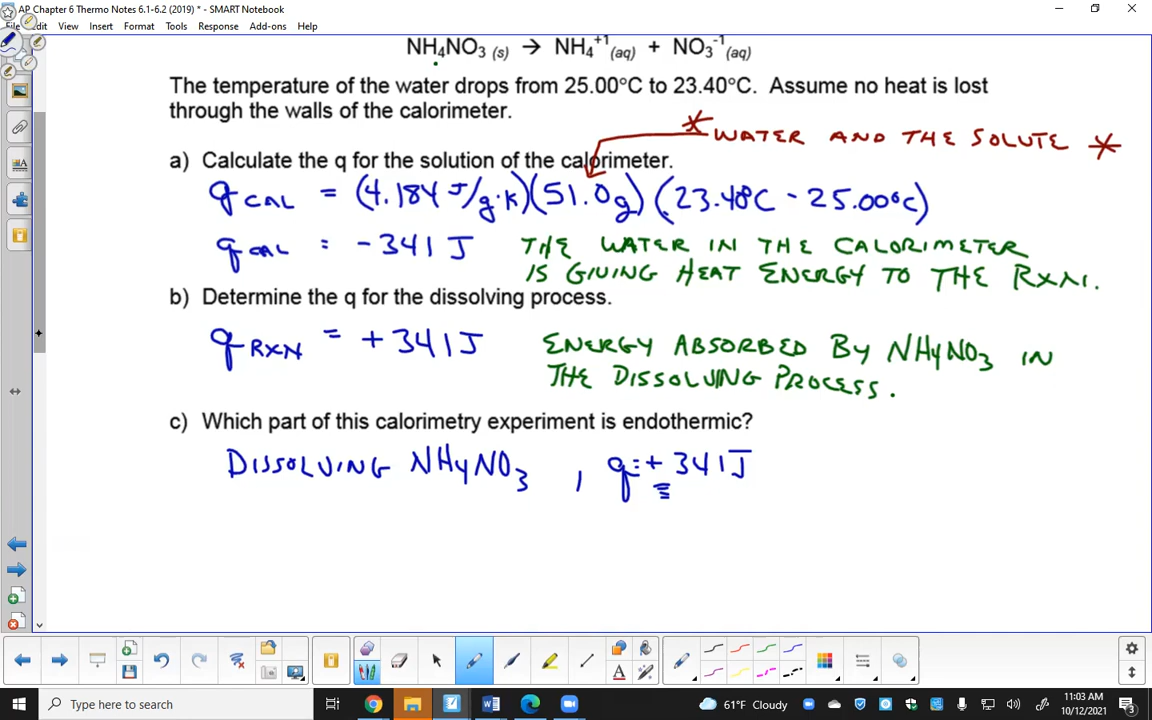 AP Chapter 6 Thermo Notes 6.1-6.2 (2019) * - SMART Notebook
View Insert Format Tools Response Add-ons Help
NH4NO3 (s) → NH4+1(aq) + NO3-1(aq)
The temperature of the water drops from 25.00°C to 23.40°C. Assume no heat is lost
through the walls of the calorimeter.
* WATER AND THE SOLUTE *
a) Calculate the q for the solution of the calorimeter.
qCAL = (4.184 J/g·K)(51.0g)(23.40°C - 25.00°C)
qCAL = -341 J
THE WATER IN THE CALORIMETER
IS GIVING HEAT ENERGY TO THE RXN.
b) Determine the q for the dissolving process.
qRXN = +341J
ENERGY ABSORBED BY NH4NO3 IN
THE DISSOLVING PROCESS.
c) Which part of this calorimetry experiment is endothermic?
DISSOLVING NH4NO3 , q=+341J
Type here to search
61°F Cloudy
11:03 AM
10/12/2021
3